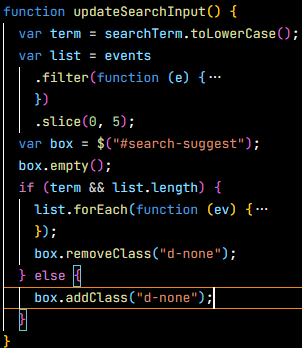 function updateSearchInput() {
var term = searchTerm.toLowerCase();
var list = events
.filter(function (e) {…
})
.slice(0, 5);
var box = $("#search-suggest");
box.empty();
if (term && list.length) {
list.forEach(function (ev) {…
});
box.removeClass("d-none");
} else {
box.addClass("d-none");
}
}